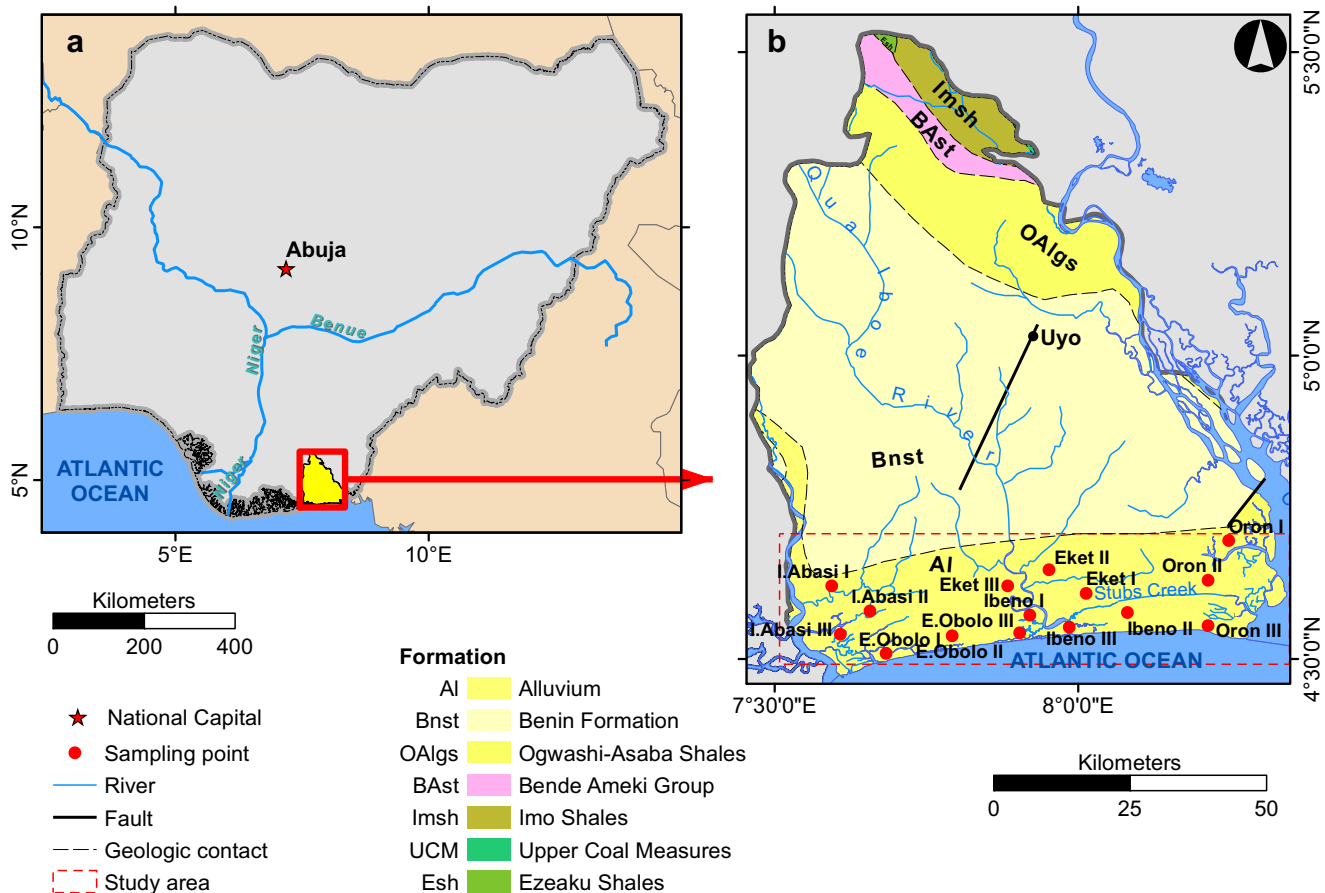 a
Abuja
Niger
Benue
Niger
ATLANTIC
OCEAN
10°N
5°N
5°E
10°E
Kilometers
0 200 400
National Capital
Sampling point
River
Fault
Geologic contact
Study area
Formation
Al Alluvium
Bnst Benin Formation
OAlgs Ogwashi-Asaba Shales
BAst Bende Ameki Group
Imsh Imo Shales
UCM Upper Coal Measures
Esh Ezeaku Shales
b
Esh
Imsh
BAst
OAlgs
Qua Iboe River
Uyo
Bnst
Al
Oron I
I.Abasi I
Eket II
Oron II
Eket III
Eket I
Stubs Creek
I.Abasi II
Ibeno I
I.Abasi III
E.Obolo III
E.Obolo I
E.Obolo II
Ibeno III
Ibeno II
Oron III
ATLANTIC OCEAN
5°30'0"N
5°0'0"N
4°30'0"N
7°30'0"E
8°0'0"E
Kilometers
0 25 50